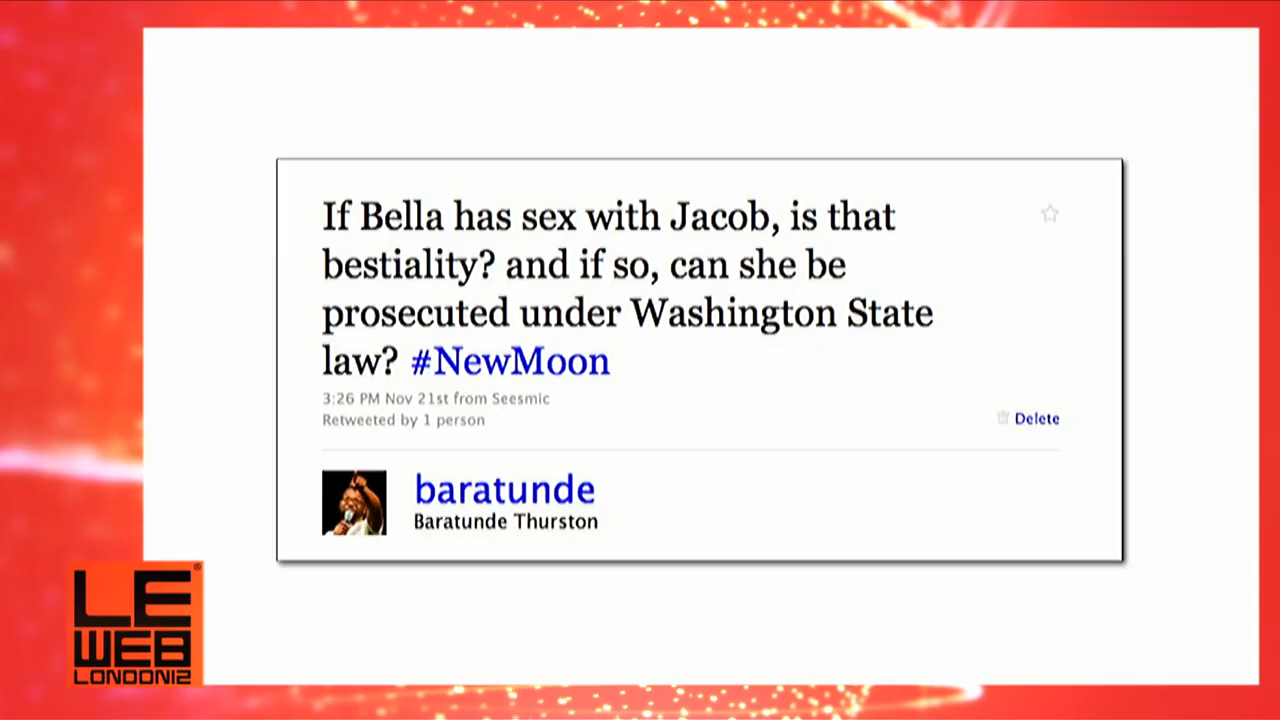 If Bella has sex with Jacob, is that
bestiality? and if so, can she be
prosecuted under Washington State
law? #NewMoon
3:26 PM Nov 21st from Seesmic
Retweeted by 1 person
Delete
baratunde
Baratunde Thurston
LE®
WEB
LONDON12